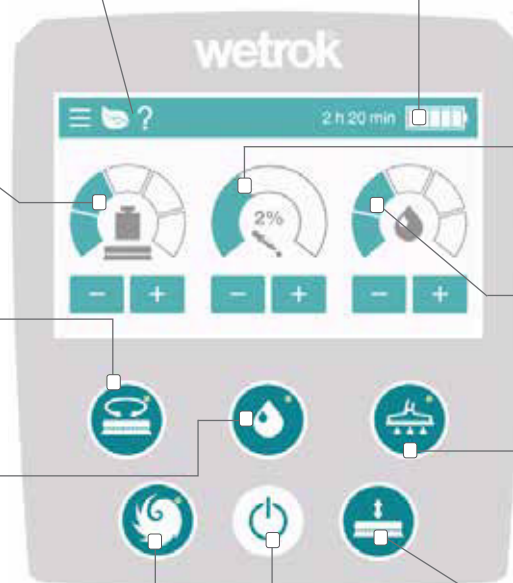 wetrok
? 2 h 20 min
2%
- + - + - +